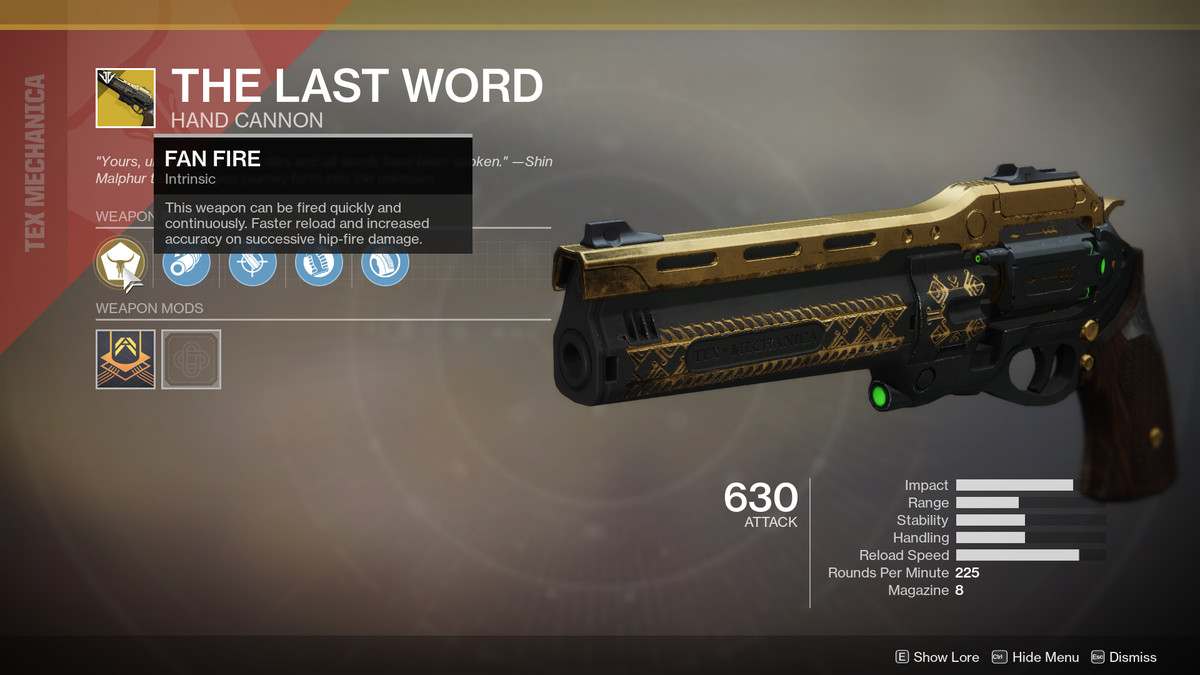 TEX MECHANICA
THE LAST WORD
HAND CANNON
"Yours, oken." —Shin
Malphur
FAN FIRE
Intrinsic
This weapon can be fired quickly and
continuously. Faster reload and increased
accuracy on successive hip-fire damage.
WEAPON
WEAPON MODS
TEX MECHANICA
630
ATTACK
Impact
Range
Stability
Handling
Reload Speed
Rounds Per Minute 225
Magazine 8
E Show Lore Ctrl Hide Menu Esc Dismiss